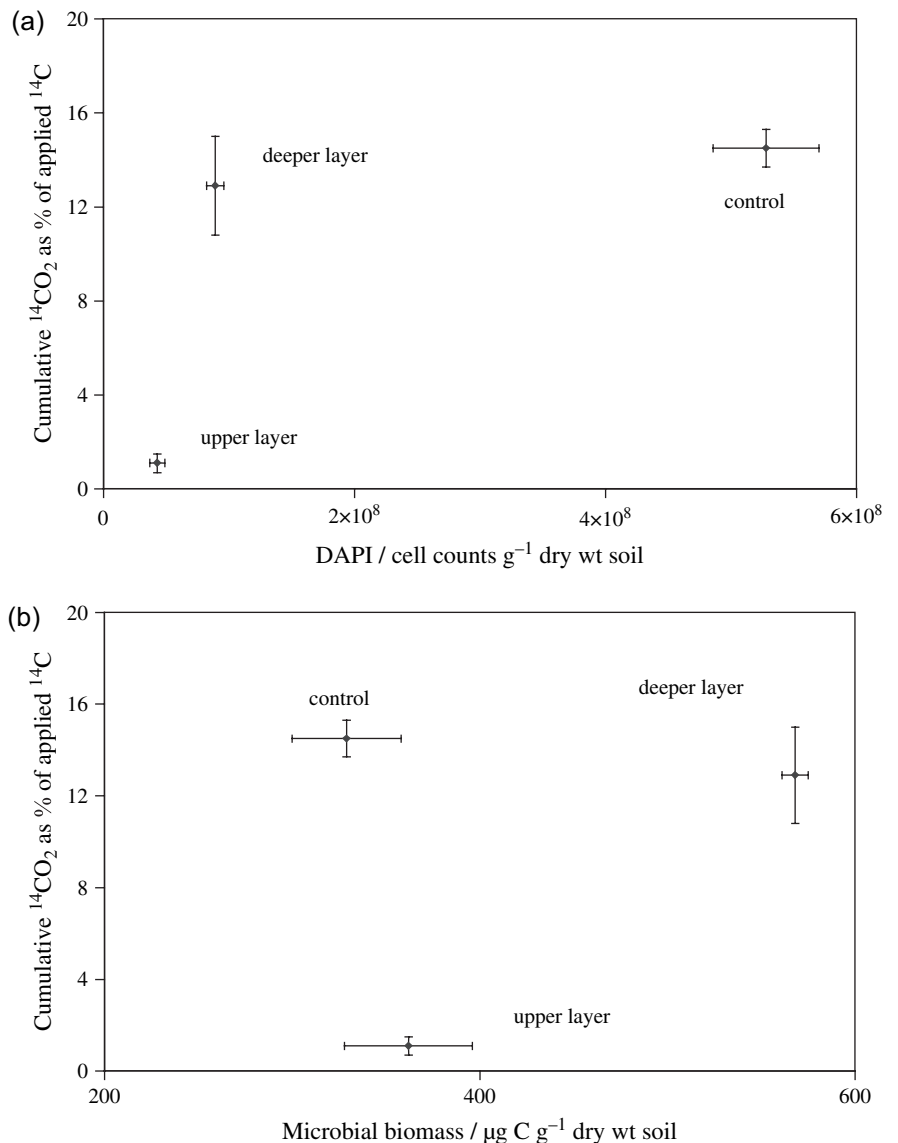 (a)
20
16
12
8
4
0
Cumulative ¹⁴CO₂ as % of applied ¹⁴C
deeper layer
control
upper layer
0 2×10⁸ 4×10⁸ 6×10⁸
DAPI / cell counts g⁻¹ dry wt soil
(b)
20
16
12
8
4
0
Cumulative ¹⁴CO₂ as % of applied ¹⁴C
control
deeper layer
upper layer
200 400 600
Microbial biomass / μg C g⁻¹ dry wt soil